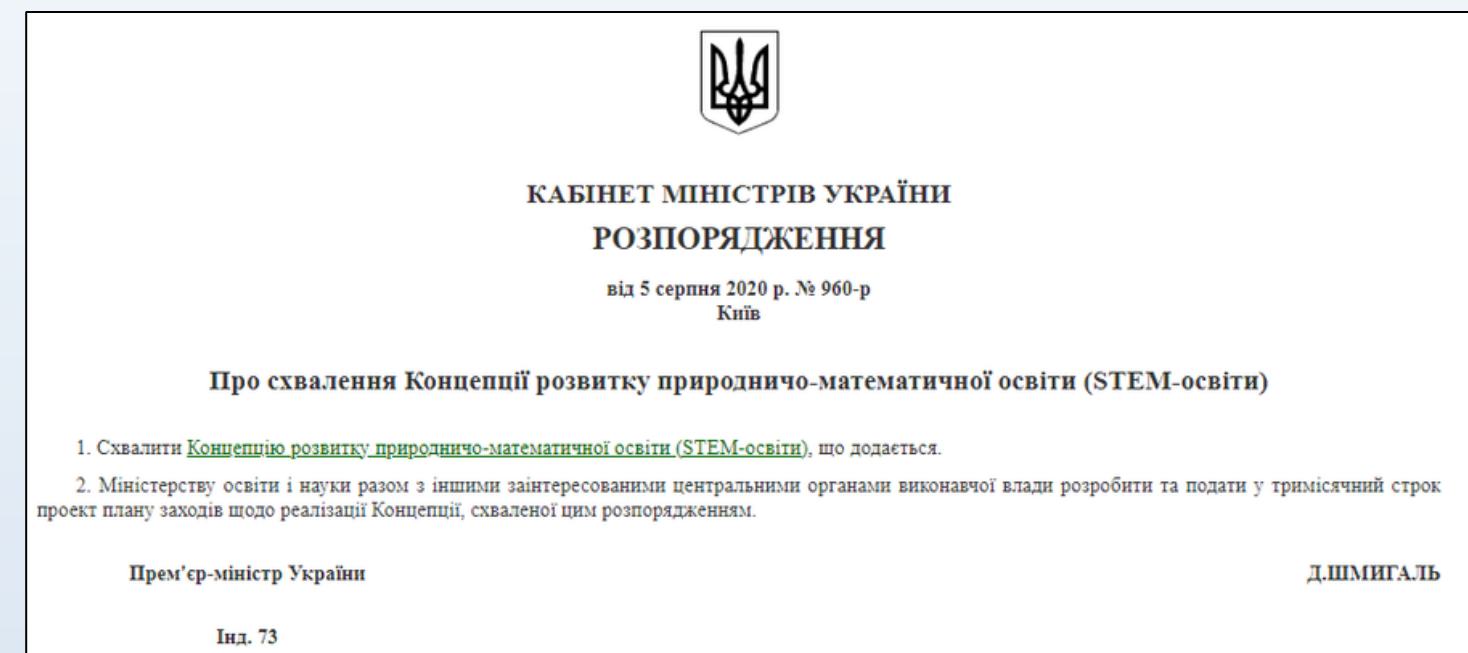 КАБІНЕТ МІНІСТРІВ УКРАЇНИ
РОЗПОРЯДЖЕННЯ
від 5 серпня 2020 р. № 960-р
Київ
Про схвалення Концепції розвитку природничо-математичної освіти (STEM-освіти)
1. Схвалити Концепцію розвитку природничо-математичної освіти (STEM-освіти), що додається.
2. Міністерству освіти і науки разом з іншими заінтересованими центральними органами виконавчої влади розробити та подати у тримісячний строк
проект плану заходів щодо реалізації Концепції, схваленої цим розпорядженням.
Прем'єр-міністр України Д.ШМИГАЛЬ
Інд. 73